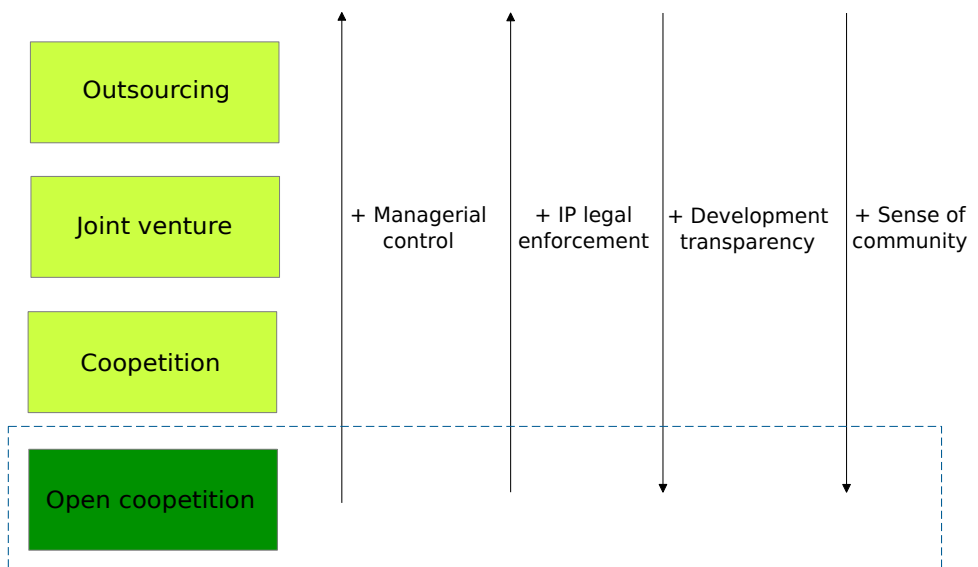 Outsourcing
Joint venture
+ Managerial
control
+ IP legal
enforcement
+ Development
transparency
+ Sense of
community
Coopetition
Open coopetition